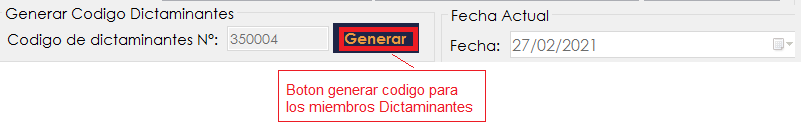 Generar Codigo Dictaminantes
Codigo de dictaminantes Nº: 350004 Generar
Fecha Actual
Fecha: 27/02/2021
Boton generar codigo para
los miembros Dictaminantes